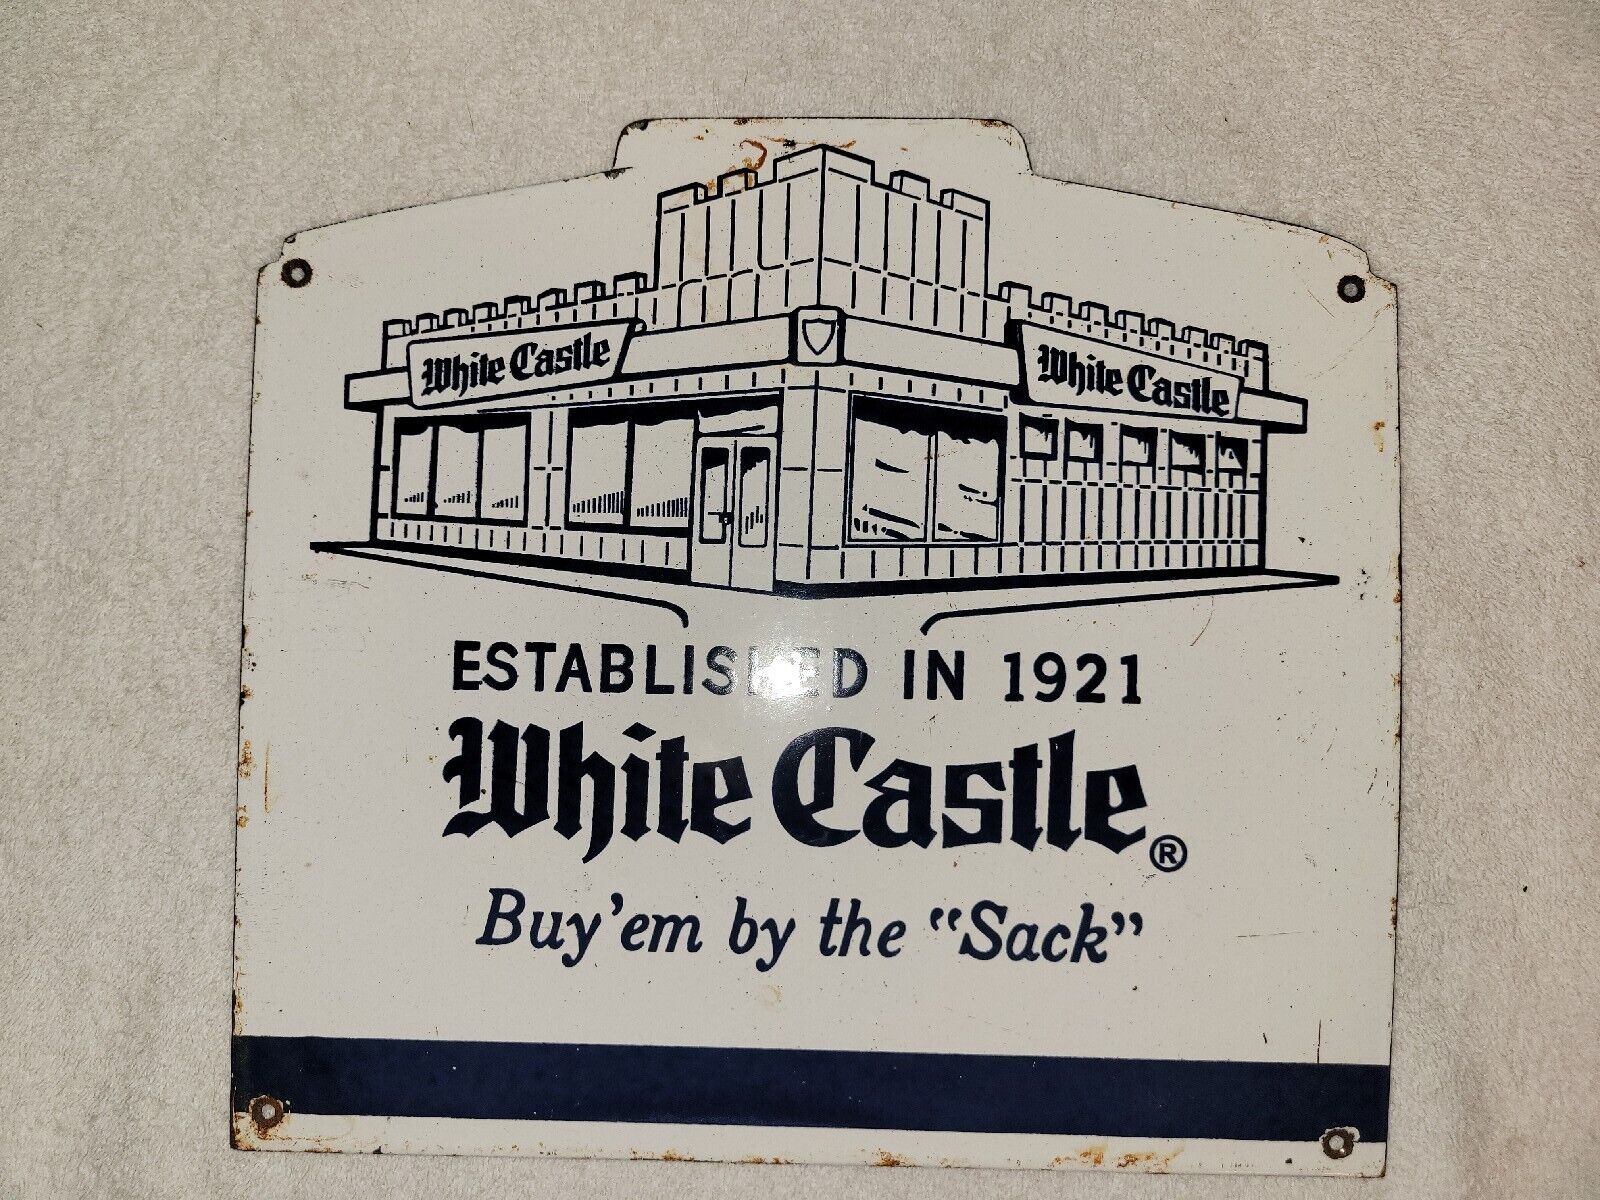 White Castle
White Castle
ESTABLISHED IN 1921
White Castle®
Buy 'em by the “Sack”